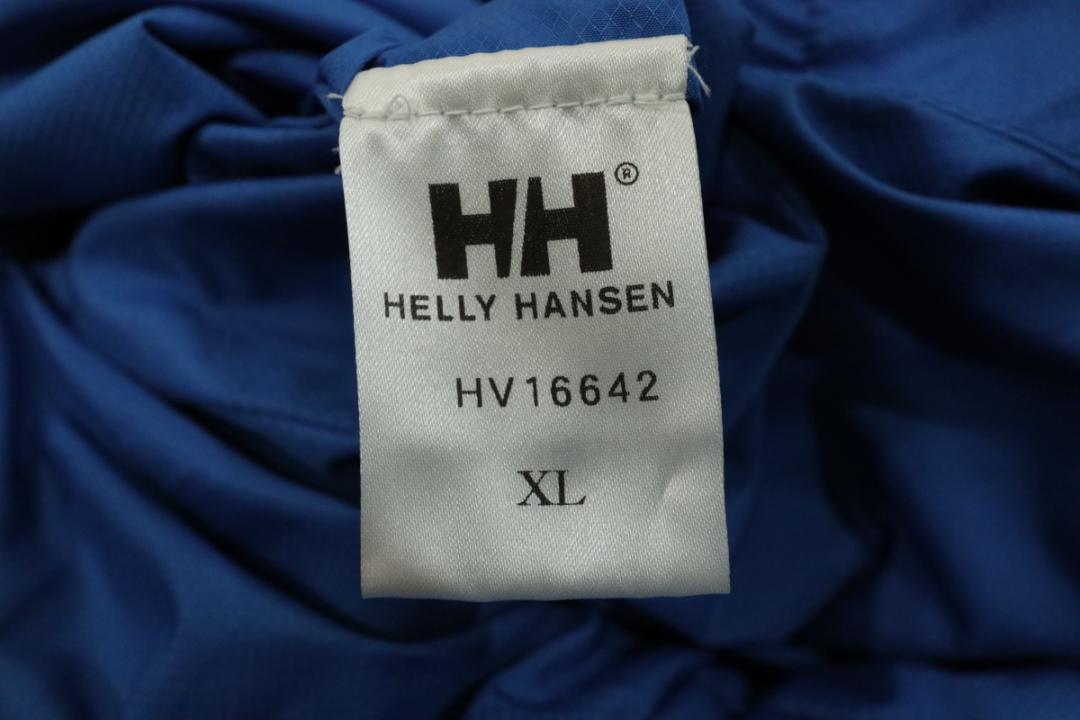 HH®
HELLY HANSEN
HV16642
XL